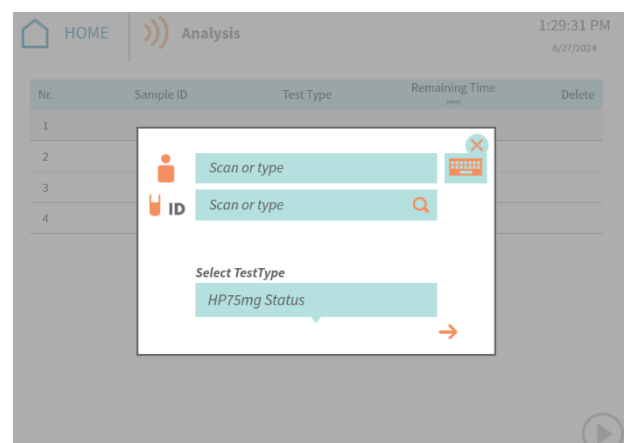 HOME Analysis 1:29:31 PM
6/27/2024
Nr. Sample ID Test Type Remaining Time Delete
[min]
1
2
3
4
Scan or type
ID Scan or type
Select TestType
HP75mg Status